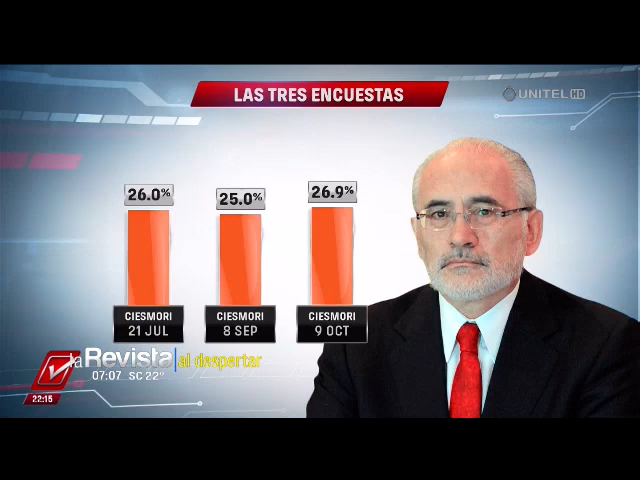 LAS TRES ENCUESTAS
UNITEL HD
26.0%
25.0%
26.9%
CIESMORI
21 JUL
CIESMORI
8 SEP
CIESMORI
9 OCT
la Revista al despertar
07:07 SC 22°
22:15